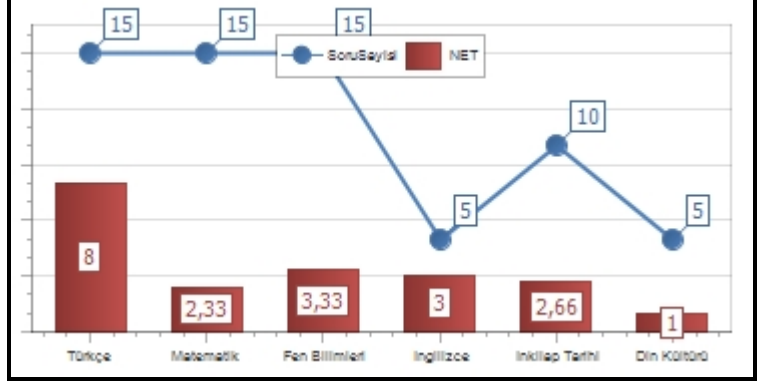 15 15 15
SoruSayisi NET
10
5 5
8 2,33 3,33 3 2,66 1
Türkçe Matematik Fen Bilimleri Ingilizce Inkilap Tarihi Din Kültürü